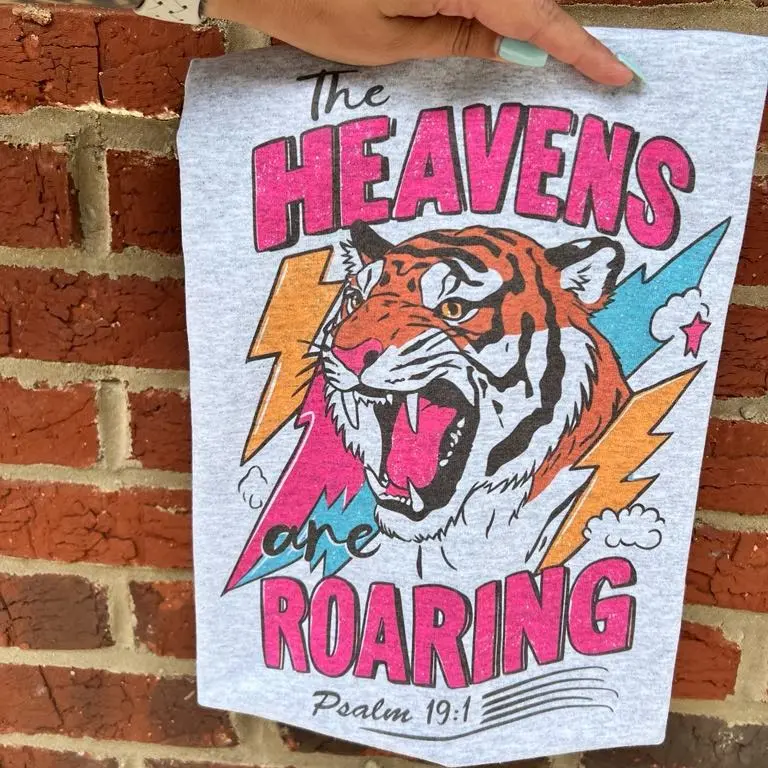 The
HEAVENS
are
ROARING
Psalm 19:1